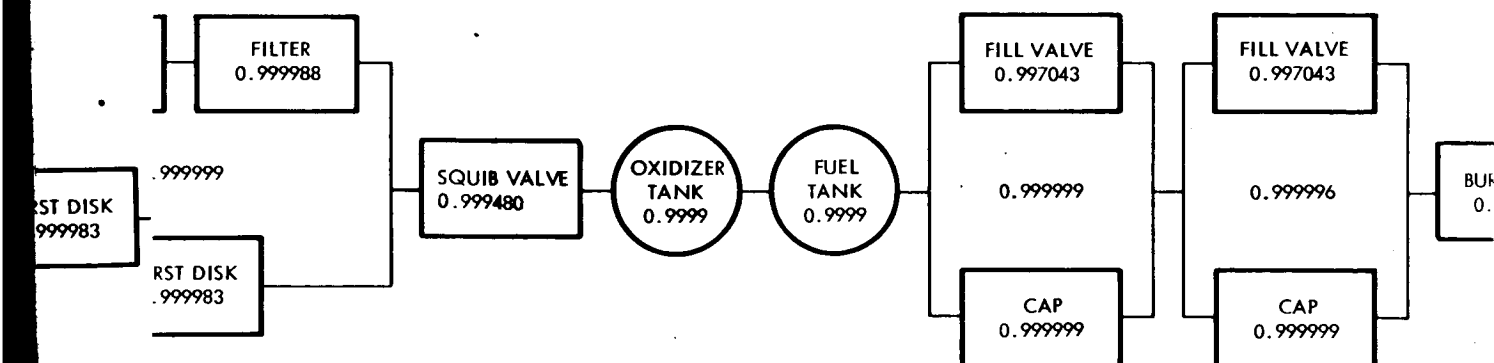 FILTER
0.999988
.999999
RST DISK
.999983
RST DISK
.999983
SQUIB VALVE
0.999480
OXIDIZER
TANK
0.9999
FUEL
TANK
0.9999
FILL VALVE
0.997043
0.999999
CAP
0.999999
FILL VALVE
0.997043
0.999996
CAP
0.999999
BUR
0.